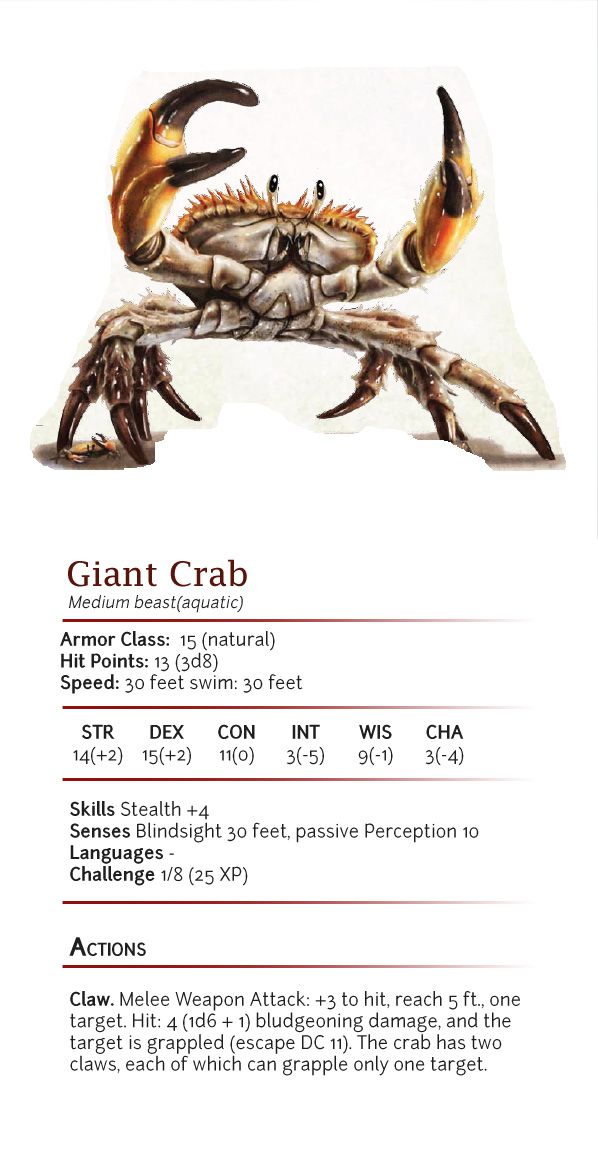 Giant Crab
Medium beast(aquatic)
Armor Class: 15 (natural)
Hit Points: 13 (3d8)
Speed: 30 feet swim: 30 feet
STR DEX CON INT WIS CHA
14(+2) 15(+2) 11(0) 3(-5) 9(-1) 3(-4)
Skills Stealth +4
Senses Blindsight 30 feet, passive Perception 10
Languages -
Challenge 1/8 (25 XP)
Actions
Claw. Melee Weapon Attack: +3 to hit, reach 5 ft., one
target. Hit: 4 (1d6 + 1) bludgeoning damage, and the
target is grappled (escape DC 11). The crab has two
claws, each of which can grapple only one target.